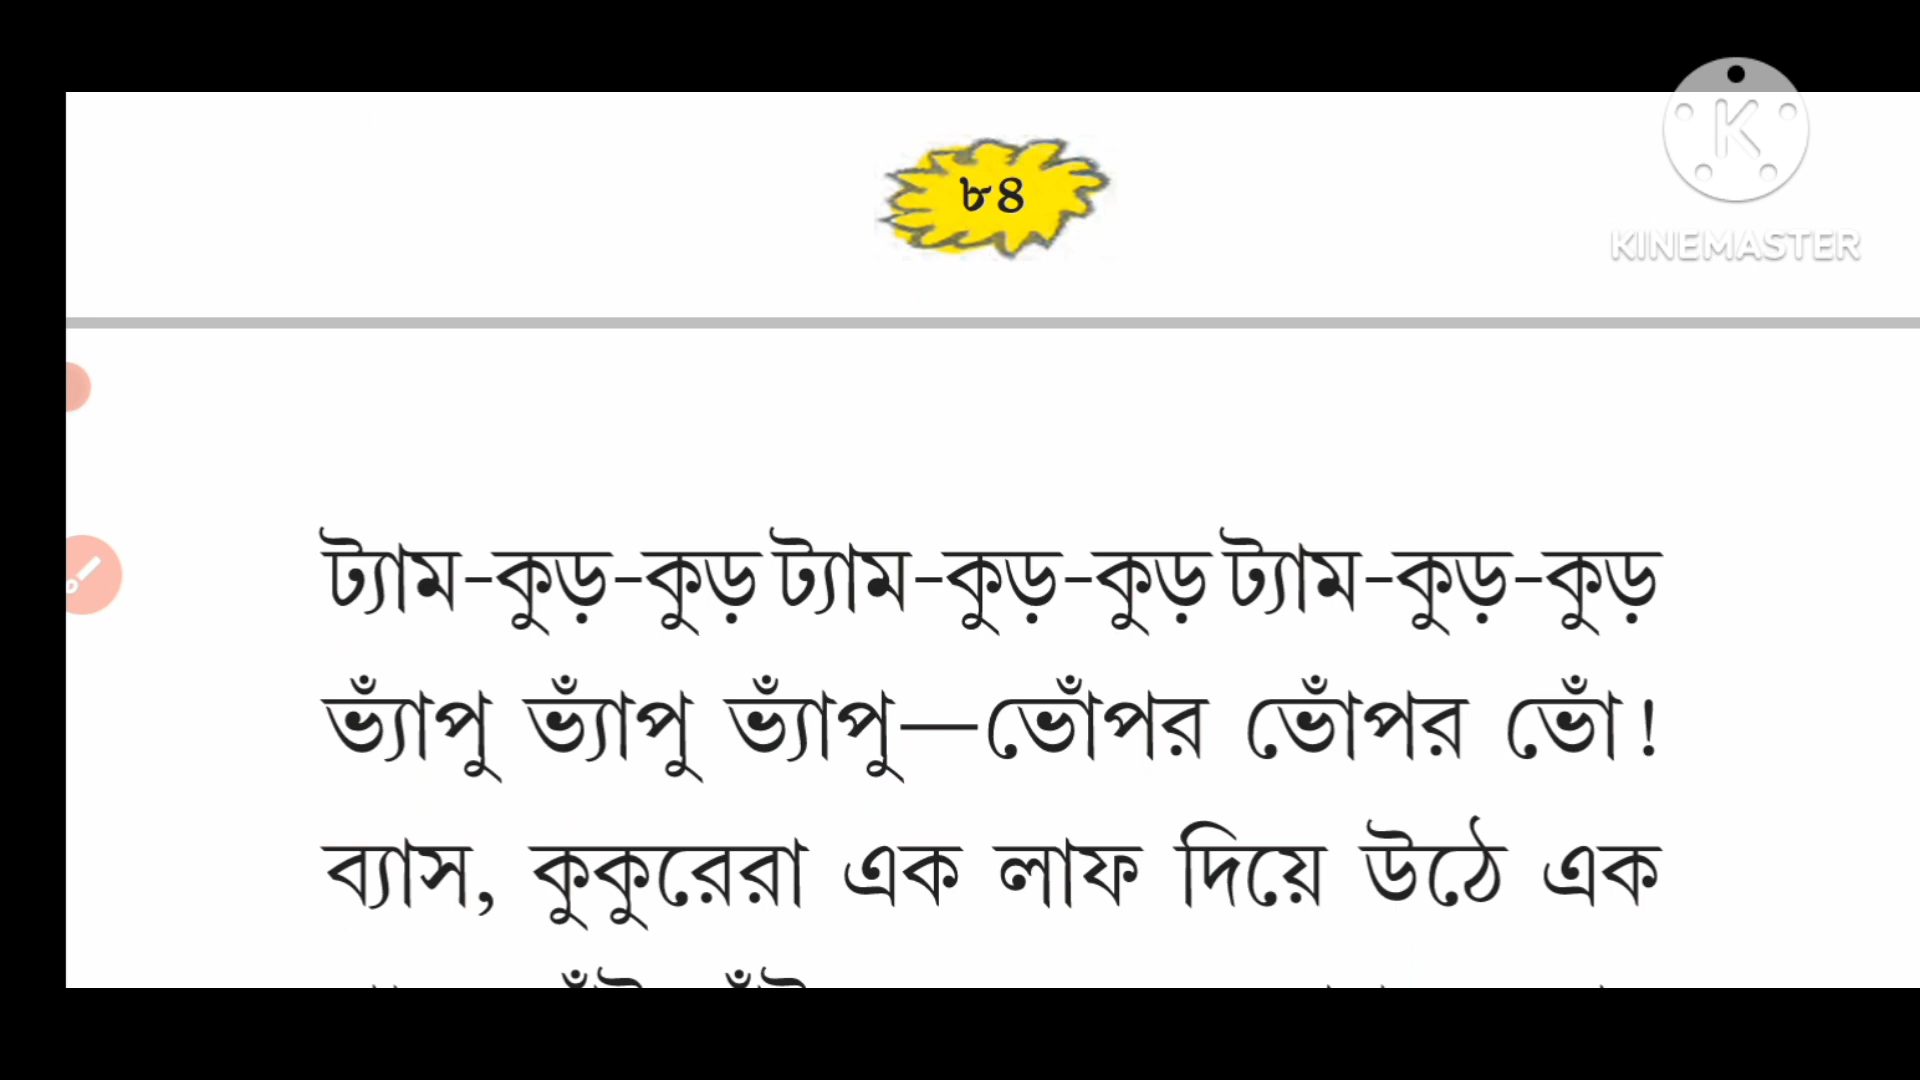 ৮৪
KINEMASTER
ট্যাম-কুড়-কুড় ট্যাম-কুড়-কুড় ট্যাম-কুড়-কুড়
ভ্যাঁপু ভ্যাঁপু ভ্যাঁপু—ভোঁপর ভোঁপর ভোঁ!
ব্যাস, কুকুরেরা এক লাফ দিয়ে উঠে এক